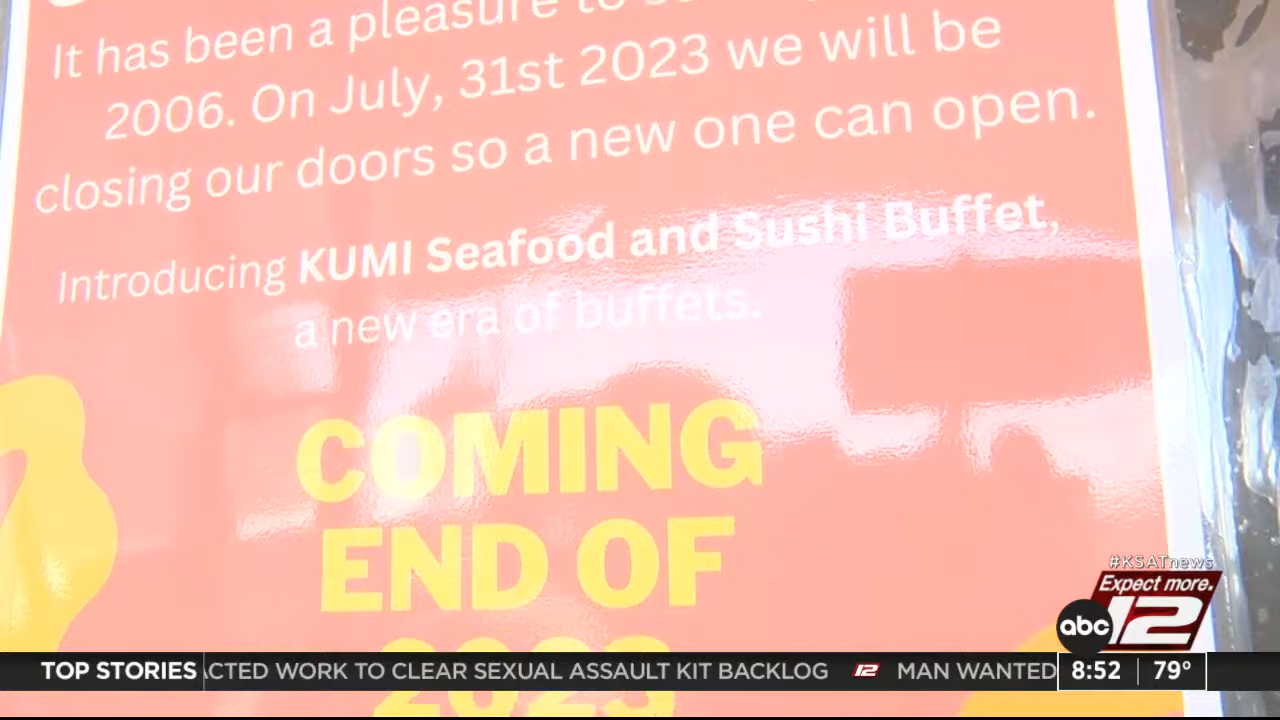 It has been a pleasure to
2006. On July, 31st 2023 we will be
closing our doors so a new one can open.
Introducing KUMI Seafood and Sushi Buffet,
a new era of buffets.
COMING
END OF
2023
#KSATnews
Expect more.
abc 12
TOP STORIES ACTED WORK TO CLEAR SEXUAL ASSAULT KIT BACKLOG 12 MAN WANTED 8:52 79°